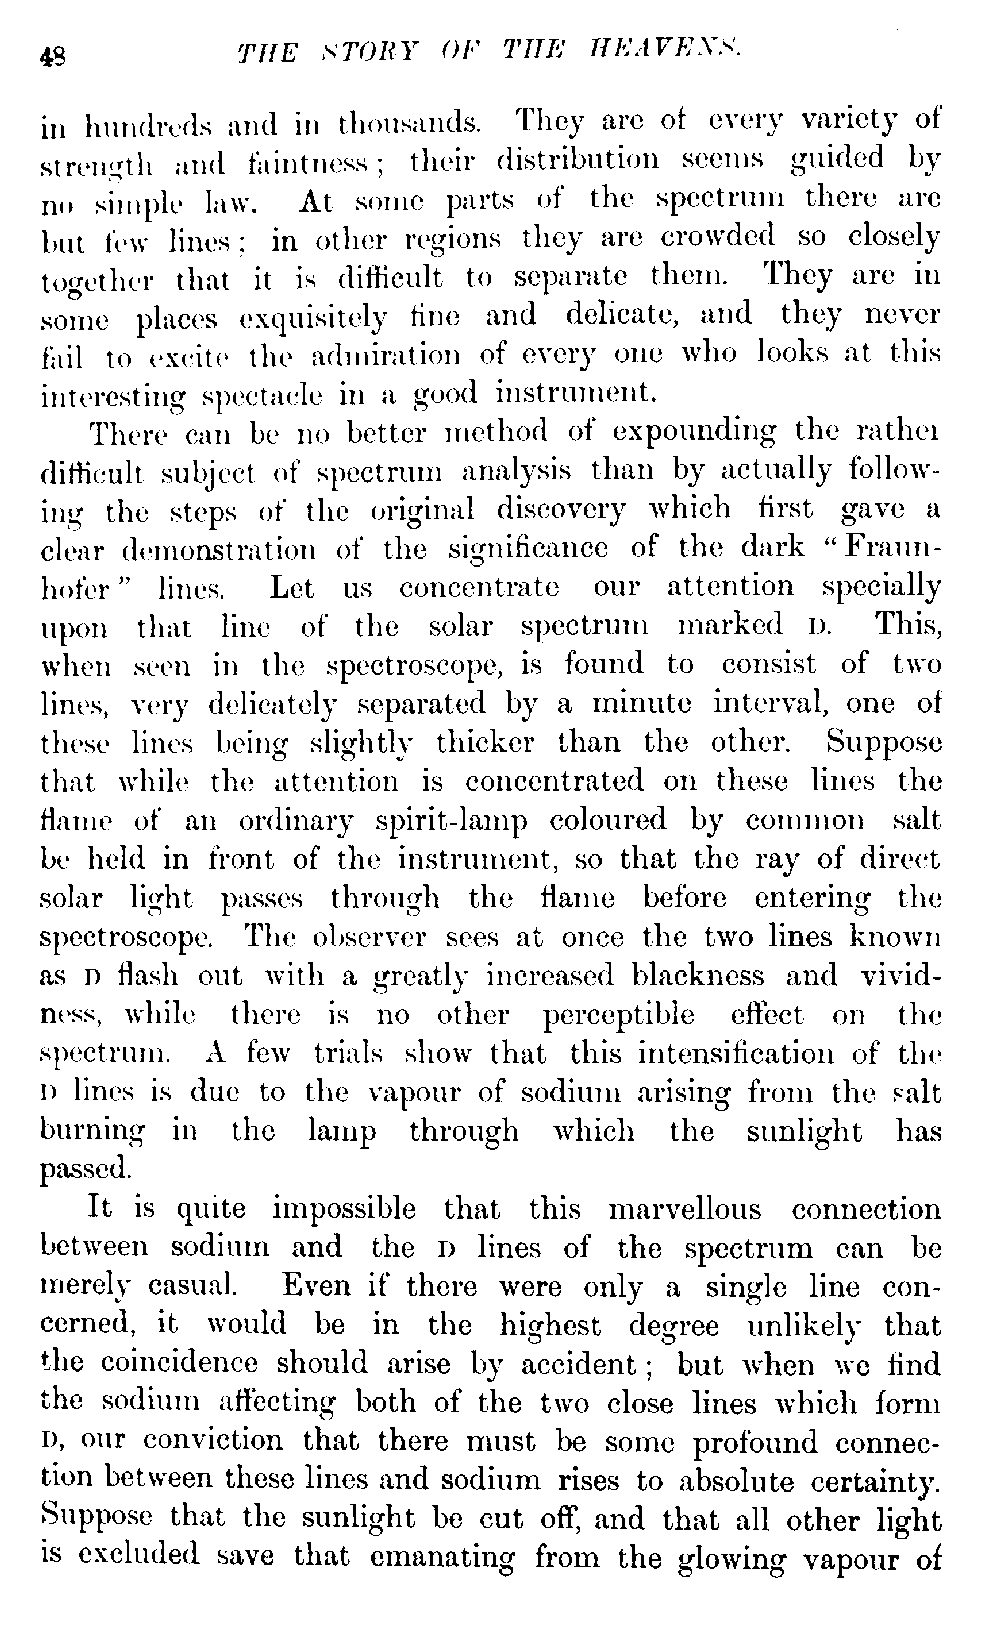 48 THE STORY OF THE HEAVENS.
in hundreds and in thousands. They are of every variety of
strength and faintness; their distribution seems guided by
no simple law. At some parts of the spectrum there are
but few lines; in other regions they are crowded so closely
together that it is difficult to separate them. They are in
some places exquisitely fine and delicate, and they never
fail to excite the admiration of every one who looks at this
interesting spectacle in a good instrument.
There can be no better method of expounding the rather
difficult subject of spectrum analysis than by actually follow-
ing the steps of the original discovery which first gave a
clear demonstration of the significance of the dark “Fraun-
hofer” lines. Let us concentrate our attention specially
upon that line of the solar spectrum marked D. This,
when seen in the spectroscope, is found to consist of two
lines, very delicately separated by a minute interval, one of
these lines being slightly thicker than the other. Suppose
that while the attention is concentrated on these lines the
flame of an ordinary spirit-lamp coloured by common salt
be held in front of the instrument, so that the ray of direct
solar light passes through the flame before entering the
spectroscope. The observer sees at once the two lines known
as D flash out with a greatly increased blackness and vivid-
ness, while there is no other perceptible effect on the
spectrum. A few trials show that this intensification of the
D lines is due to the vapour of sodium arising from the salt
burning in the lamp through which the sunlight has
passed.
It is quite impossible that this marvellous connection
between sodium and the D lines of the spectrum can be
merely casual. Even if there were only a single line con-
cerned, it would be in the highest degree unlikely that
the coincidence should arise by accident; but when we find
the sodium affecting both of the two close lines which form
D, our conviction that there must be some profound connec-
tion between these lines and sodium rises to absolute certainty.
Suppose that the sunlight be cut off, and that all other light
is excluded save that emanating from the glowing vapour of